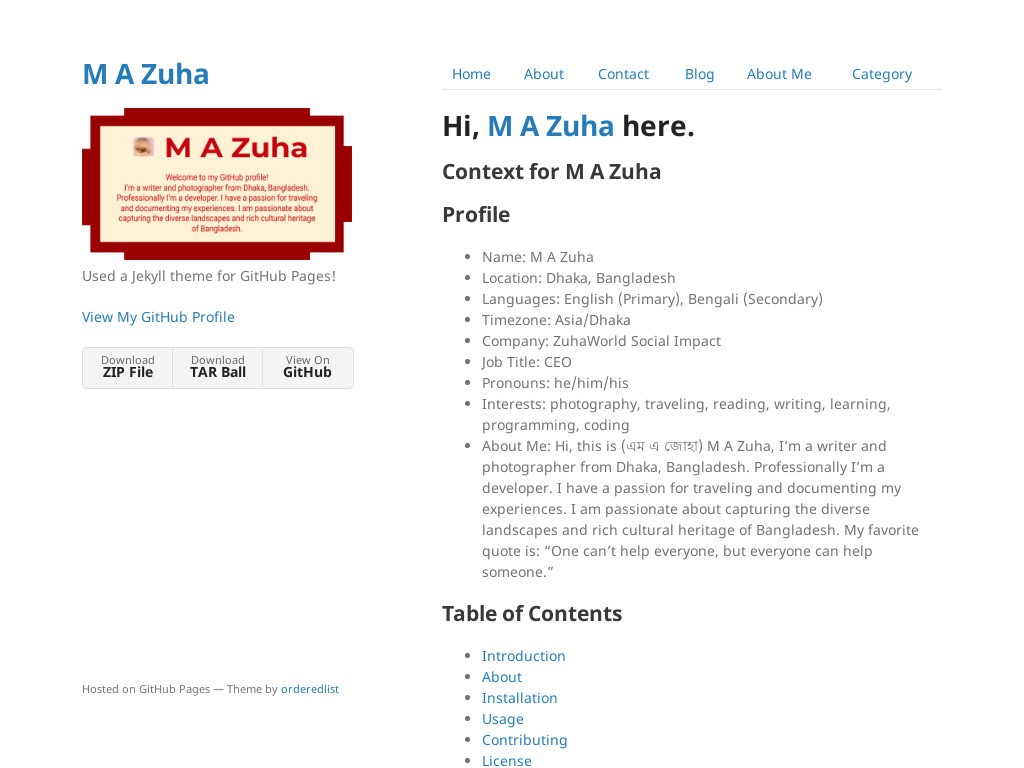 M A Zuha
M A Zuha
Welcome to my GitHub profile!
I'm a writer and photographer from Dhaka, Bangladesh.
Professionally I'm a developer. I have a passion for traveling
and documenting my experiences. I am passionate about
capturing the diverse landscapes and rich cultural heritage
of Bangladesh.
Used a Jekyll theme for GitHub Pages!
View My GitHub Profile
Download ZIP File
Download TAR Ball
View On GitHub
Hosted on GitHub Pages — Theme by orderedlist
Home About Contact Blog About Me Category
Hi, M A Zuha here.
Context for M A Zuha
Profile
Name: M A Zuha
Location: Dhaka, Bangladesh
Languages: English (Primary), Bengali (Secondary)
Timezone: Asia/Dhaka
Company: ZuhaWorld Social Impact
Job Title: CEO
Pronouns: he/him/his
Interests: photography, traveling, reading, writing, learning,
programming, coding
About Me: Hi, this is (এম এ জোহা) M A Zuha, I’m a writer and
photographer from Dhaka, Bangladesh. Professionally I’m a
developer. I have a passion for traveling and documenting my
experiences. I am passionate about capturing the diverse
landscapes and rich cultural heritage of Bangladesh. My favorite
quote is: “One can’t help everyone, but everyone can help
someone.”
Table of Contents
Introduction
About
Installation
Usage
Contributing
License